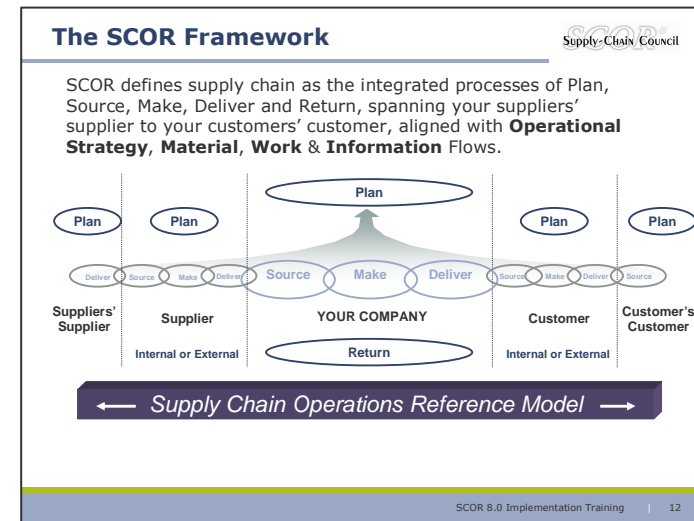 The SCOR Framework
Supply-Chain Council
SCOR defines supply chain as the integrated processes of Plan,
Source, Make, Deliver and Return, spanning your suppliers'
supplier to your customers' customer, aligned with Operational
Strategy, Material, Work & Information Flows.
Plan
Plan Plan Plan Plan
Deliver Source Make Deliver Source Make Deliver Source Make Deliver Source
Suppliers'
Supplier
Supplier
YOUR COMPANY
Customer
Customer's
Customer
Internal or External
Return
Internal or External
Supply Chain Operations Reference Model
SCOR 8.0 Implementation Training | 12